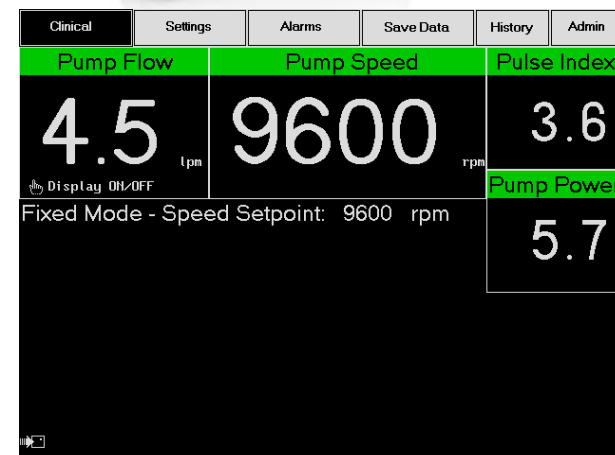 Clinical Settings Alarms Save Data History Admin
Pump Flow Pump Speed Pulse Index
4.5 lpm 9600 rpm 3.6
Display ON/OFF
Pump Power
Fixed Mode - Speed Setpoint: 9600 rpm
5.7